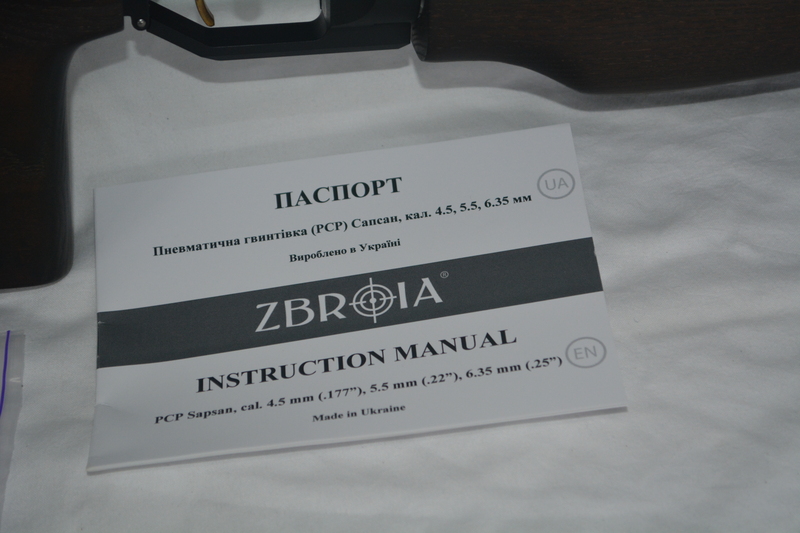 ПАСПОРТ
UA
Пневматична гвинтівка (РСР) Сапсан, кал. 4.5, 5.5, 6.35 мм
Вироблено в Україні
ZBROIA®
INSTRUCTION MANUAL
EN
PCP Sapsan, cal. 4.5 mm (.177”), 5.5 mm (.22”), 6.35 mm (.25”)
Made in Ukraine